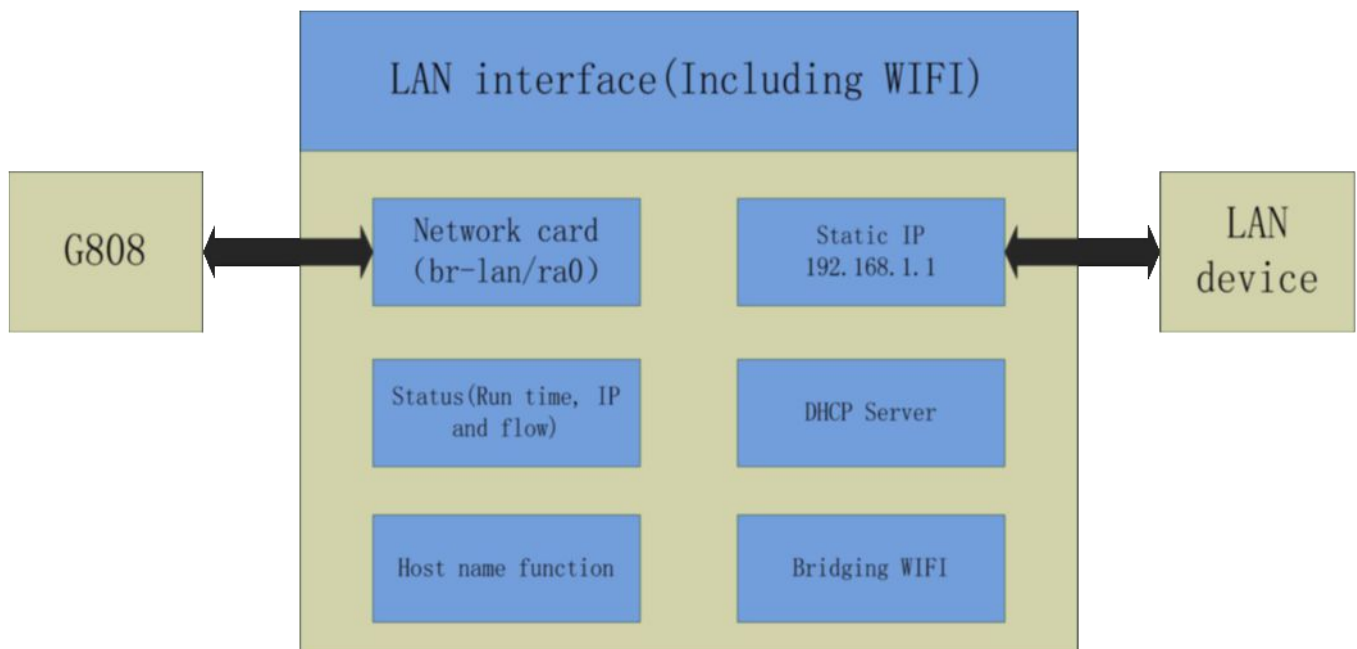 LAN interface(Including WIFI)
G808
Network card
(br-lan/ra0)
Static IP
192.168.1.1
LAN
device
Status(Run time, IP
and flow)
DHCP Server
Host name function
Bridging WIFI